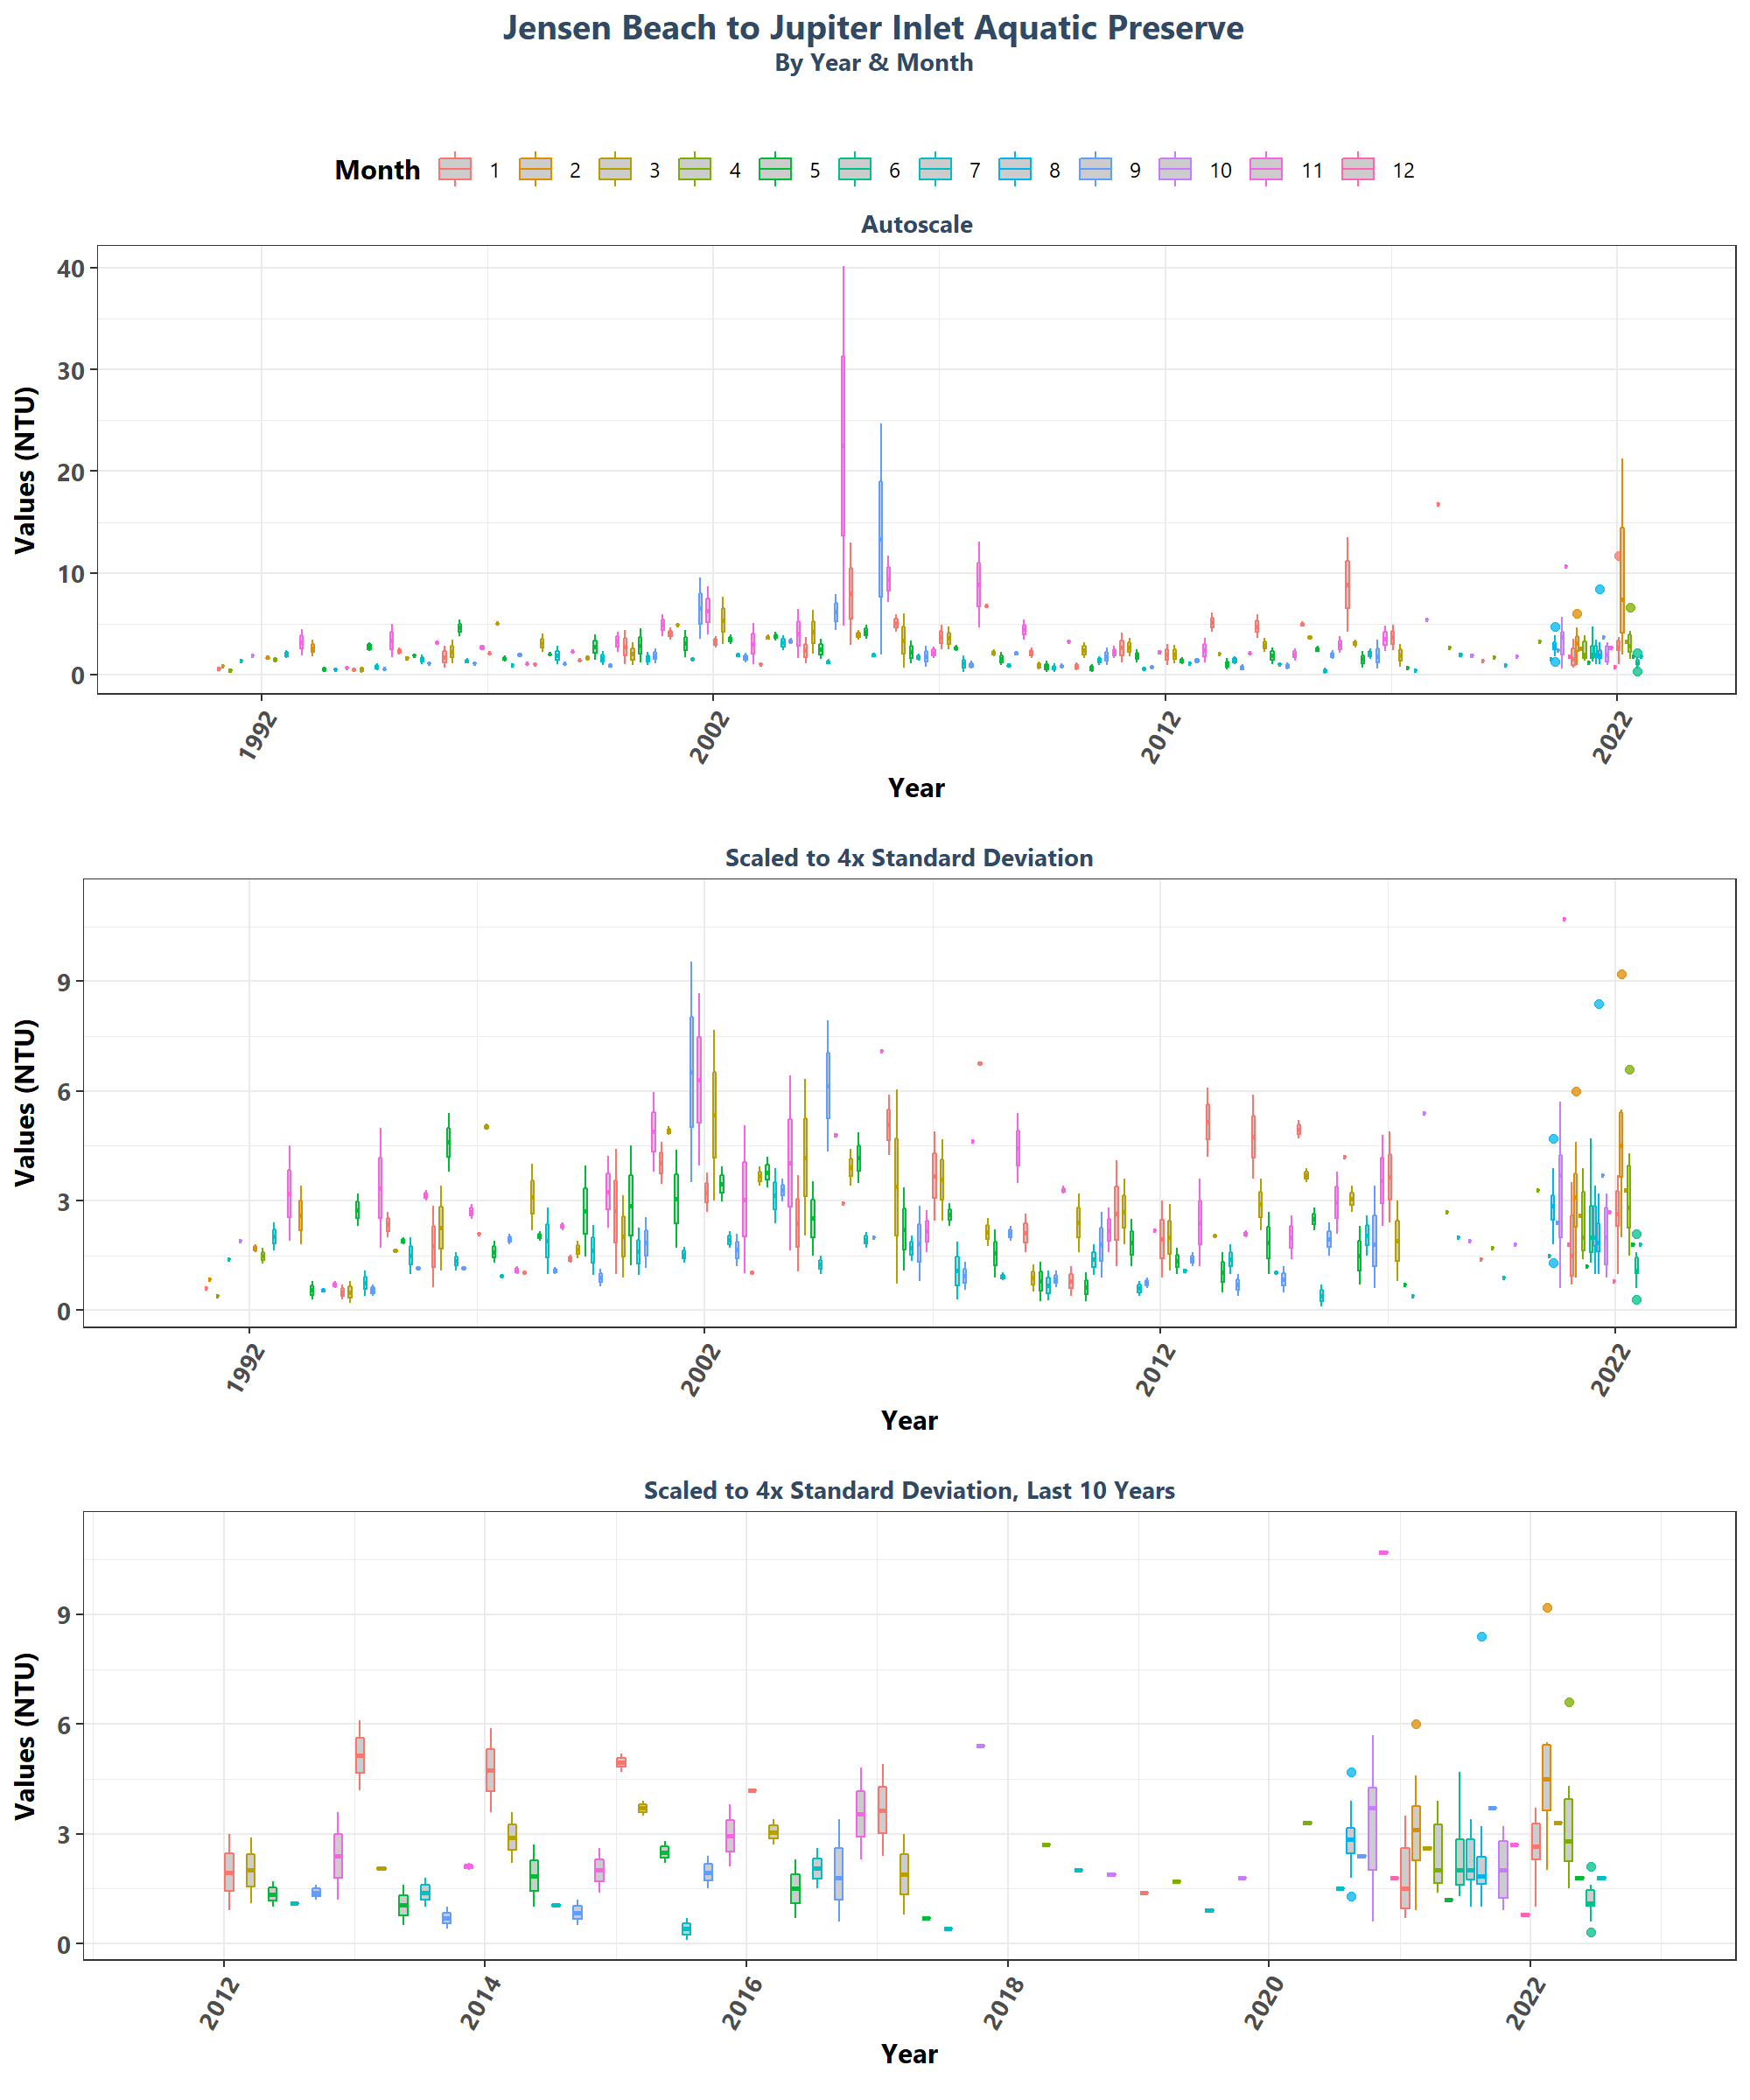 Jensen Beach to Jupiter Inlet Aquatic Preserve
By Year & Month
Month 1 2 3 4 5 6 7 8 9 10 11 12
Autoscale
Values (NTU)
40
30
20
10
0
1992 2002 2012 2022
Year
Scaled to 4x Standard Deviation
Values (NTU)
9
6
3
0
1992 2002 2012 2022
Year
Scaled to 4x Standard Deviation, Last 10 Years
Values (NTU)
9
6
3
0
2012 2014 2016 2018 2020 2022
Year